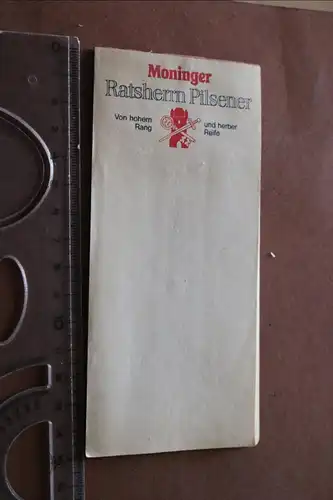 Moninger
Ratsherrn Pilsener
Von hohem Rang
und herber Reife